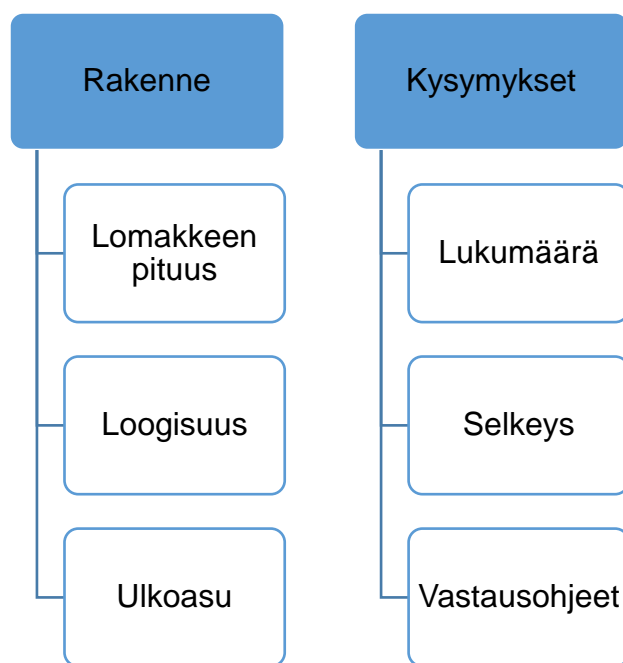 Rakenne
Lomakkeen
pituus
Loogisuus
Ulkoasu
Kysymykset
Lukumäärä
Selkeys
Vastausohjeet